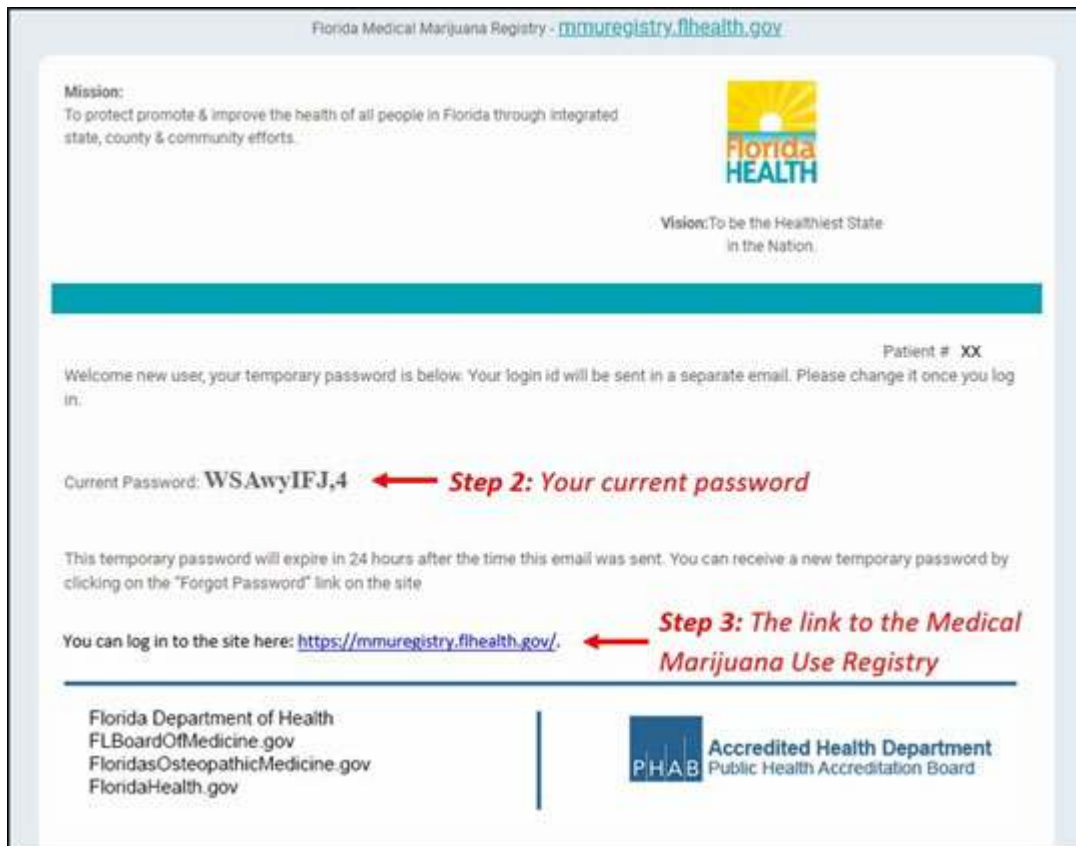 Florida Medical Marijuana Registry - mmuregistry.flhealth.gov
Mission:
To protect promote & improve the health of all people in Florida through integrated
state, county & community efforts.
Florida
HEALTH
Vision:To be the Healthiest State
in the Nation.
Patient # XX
Welcome new user, your temporary password is below. Your login id will be sent in a separate email. Please change it once you log
in.
Current Password: WSAwyIFJ,4
Step 2: Your current password
This temporary password will expire in 24 hours after the time this email was sent. You can receive a new temporary password by
clicking on the "Forgot Password" link on the site
You can log in to the site here: https://mmuregistry.flhealth.gov/.
Step 3: The link to the Medical
Marijuana Use Registry
Florida Department of Health
FLBoardOfMedicine.gov
FloridasOsteopathicMedicine.gov
FloridaHealth.gov
PHAB
Accredited Health Department
Public Health Accreditation Board